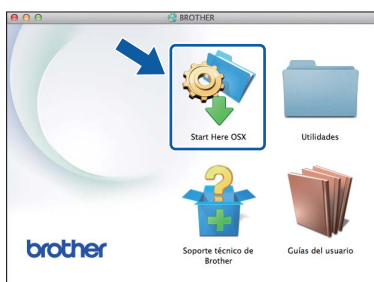 BROTHER
Start Here OSX
Utilidades
Soporte técnico de
Brother
Guías del usuario
brother